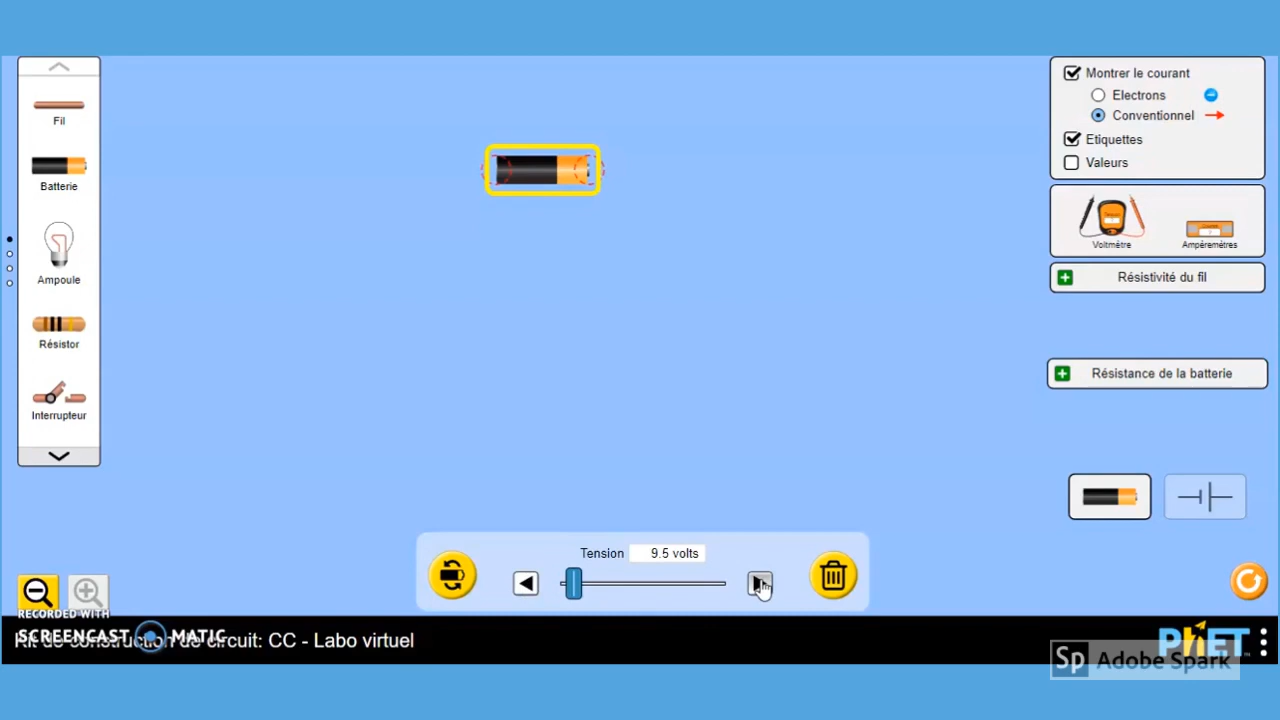 Fil
Batterie
Ampoule
Résistor
Interrupteur
Montrer le courant
Electrons
Conventionnel
Etiquettes
Valeurs
Voltmètre
Ampèremètres
Résistivité du fil
Résistance de la batterie
Tension 9.5 volts
RECORDED WITH
SCREENCAST MATIC
Kit de construction de circuit: CC - Labo virtuel
PhET
Sp Adobe Spark